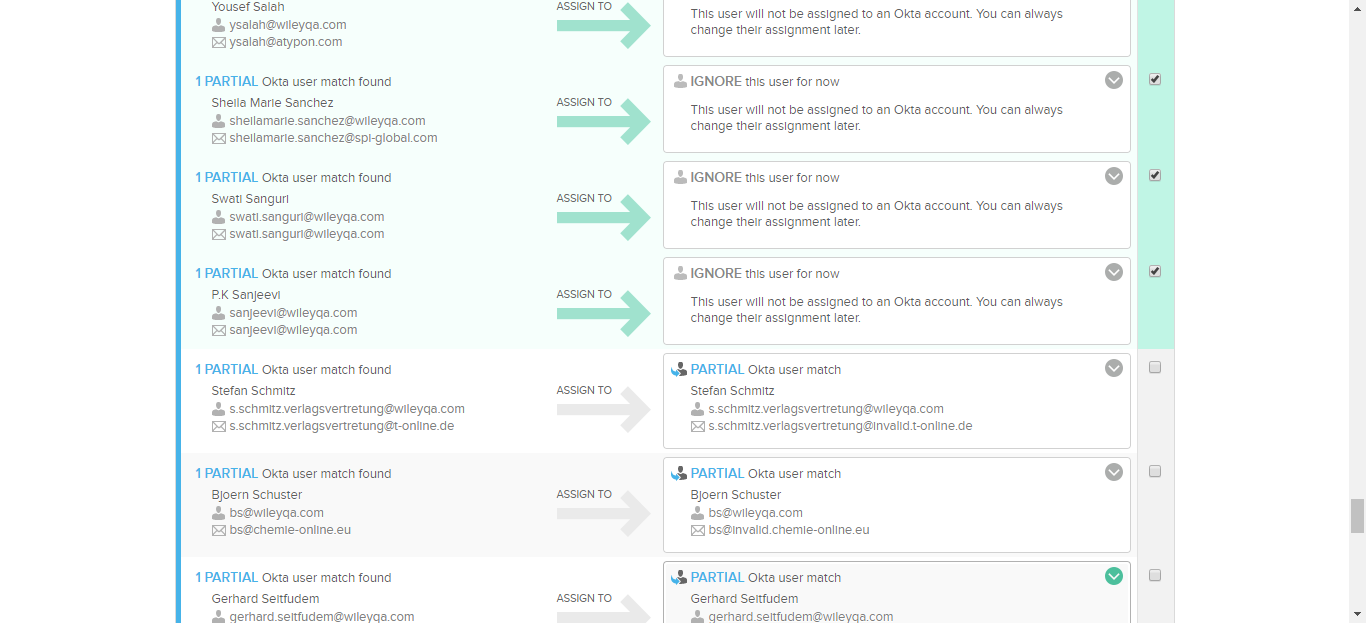 Yousef Salah
ysalah@wileyqa.com
ysalah@atypon.com
ASSIGN TO
This user will not be assigned to an Okta account. You can always
change their assignment later.
1 PARTIAL Okta user match found
Sheila Marie Sanchez
sheilamarie.sanchez@wileyqa.com
sheilamarie.sanchez@spi-global.com
ASSIGN TO
IGNORE this user for now
This user will not be assigned to an Okta account. You can always
change their assignment later.
1 PARTIAL Okta user match found
Swati Sanguri
swati.sanguri@wileyqa.com
swati.sanguri@wileyqa.com
ASSIGN TO
IGNORE this user for now
This user will not be assigned to an Okta account. You can always
change their assignment later.
1 PARTIAL Okta user match found
P.K Sanjeevi
sanjeevi@wileyqa.com
sanjeevi@wileyqa.com
ASSIGN TO
IGNORE this user for now
This user will not be assigned to an Okta account. You can always
change their assignment later.
1 PARTIAL Okta user match found
Stefan Schmitz
s.schmitz.verlagsvertretung@wileyqa.com
s.schmitz.verlagsvertretung@t-online.de
ASSIGN TO
PARTIAL Okta user match
Stefan Schmitz
s.schmitz.verlagsvertretung@wileyqa.com
s.schmitz.verlagsvertretung@invalid.t-online.de
1 PARTIAL Okta user match found
Bjoern Schuster
bs@wileyqa.com
bs@chemie-online.eu
ASSIGN TO
PARTIAL Okta user match
Bjoern Schuster
bs@wileyqa.com
bs@invalid.chemie-online.eu
1 PARTIAL Okta user match found
Gerhard Seitfudem
gerhard.seitfudem@wileyqa.com
ASSIGN TO
PARTIAL Okta user match
Gerhard Seitfudem
gerhard.seitfudem@wileyqa.com